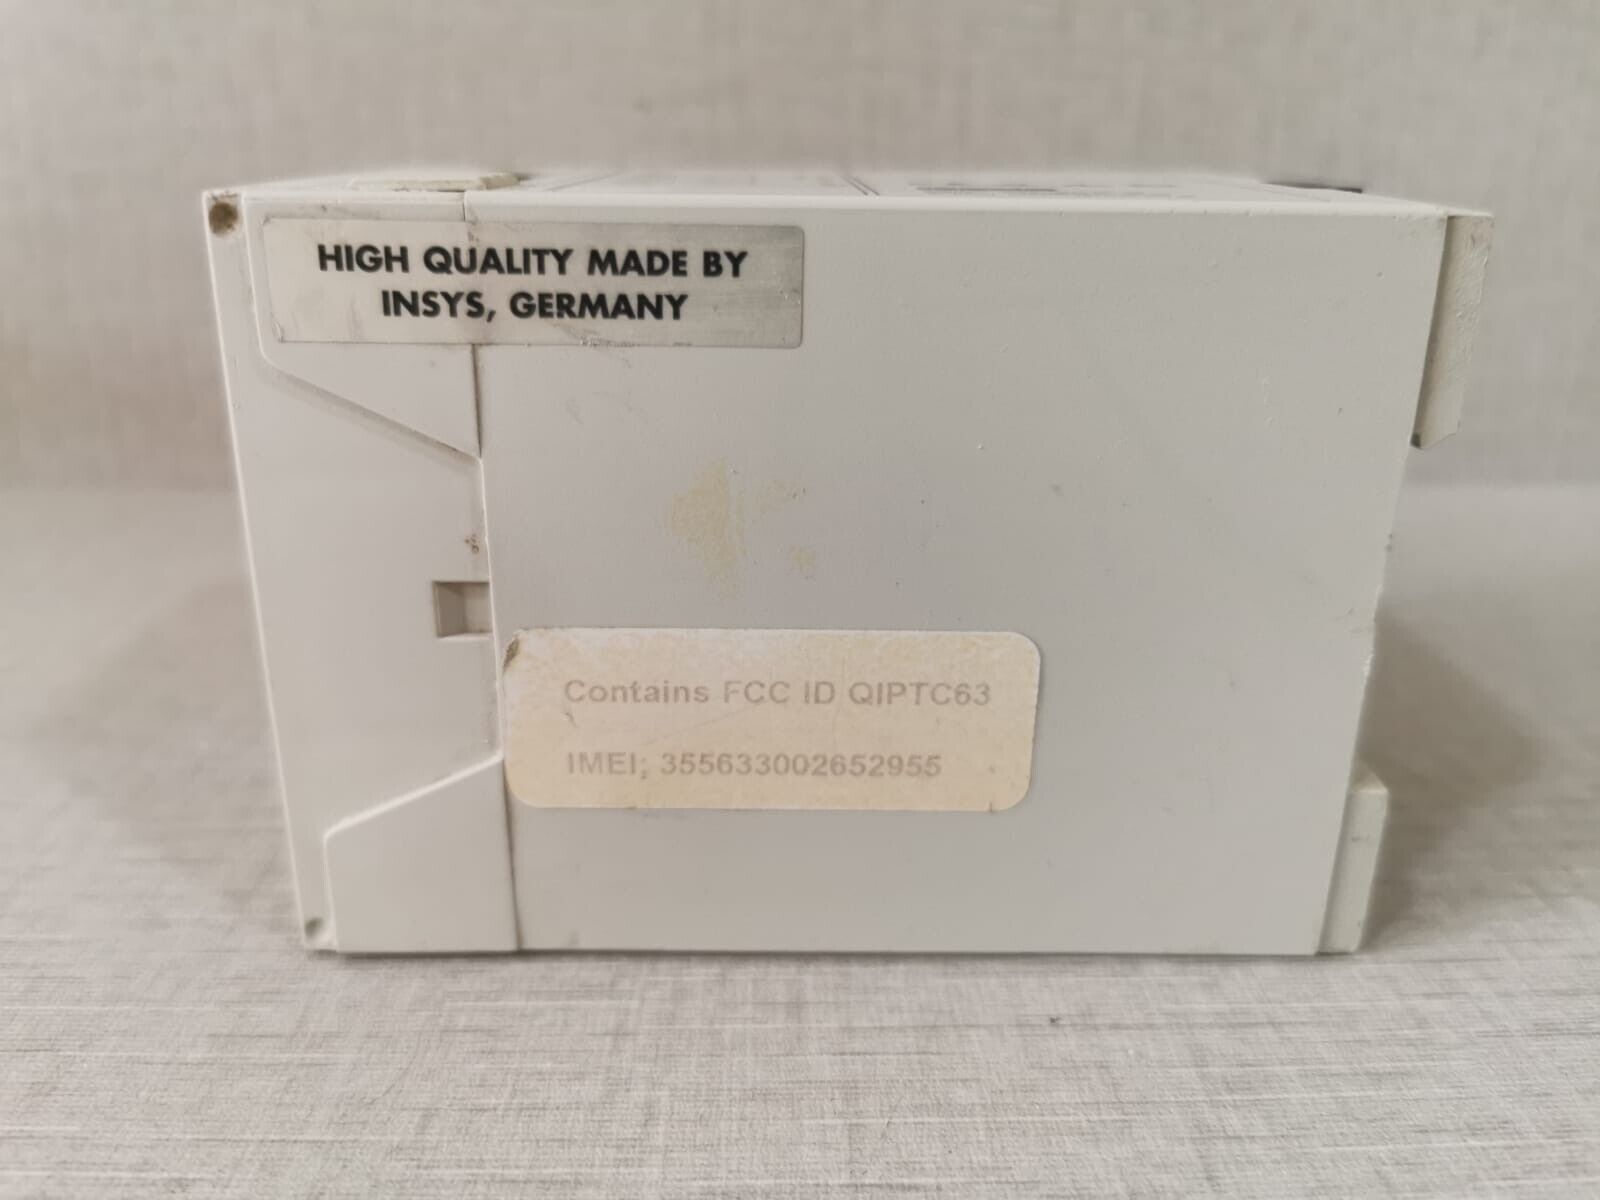 HIGH QUALITY MADE BY
INSYS, GERMANY
Contains FCC ID QIPTC63
IMEI; 355633002652955